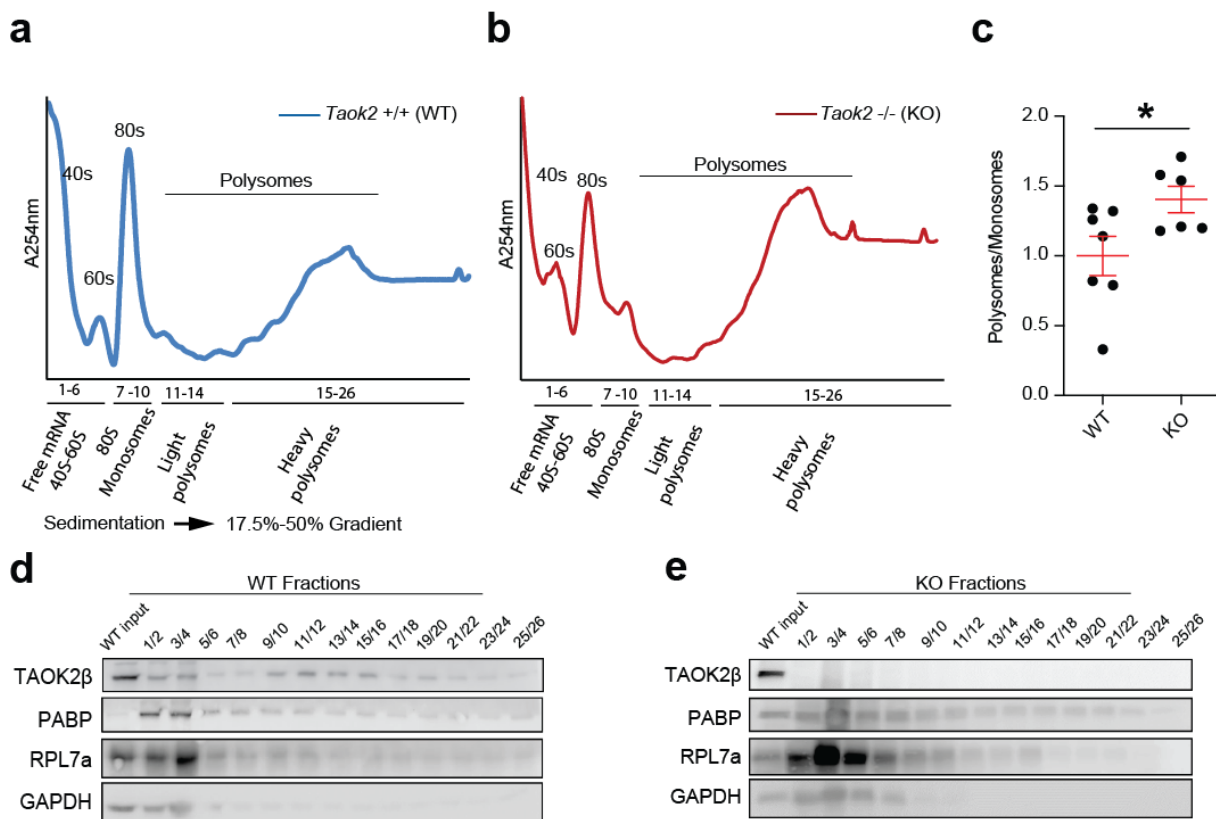 a
Taok2 +/+ (WT)
80s
40s
Polysomes
60s
A254nm
1-6
7 -10
11-14
15-26
Free mRNA
40S-60S
80S
Monosomes
Light
polysomes
Heavy
polysomes
Sedimentation
17.5%-50% Gradient
b
Taok2 -/- (KO)
40s
80s
Polysomes
60s
A254nm
1-6
7-10
11-14
15-26
Free mRNA
40S-60S
80S
Monosomes
Light
polysomes
Heavy
polysomes
c
*
Polysomes/Monosomes
2.0
1.5
1.0
0.5
0.0
WT
KO
d
WT Fractions
WT input 1/2 3/4 5/6 7/8 9/10 11/12 13/14 15/16 17/18 19/20 21/22 23/24 25/26
TAOK2β
PABP
RPL7a
GAPDH
e
KO Fractions
WT input 1/2 3/4 5/6 7/8 9/10 11/12 13/14 15/16 17/18 19/20 21/22 23/24 25/26
TAOK2β
PABP
RPL7a
GAPDH